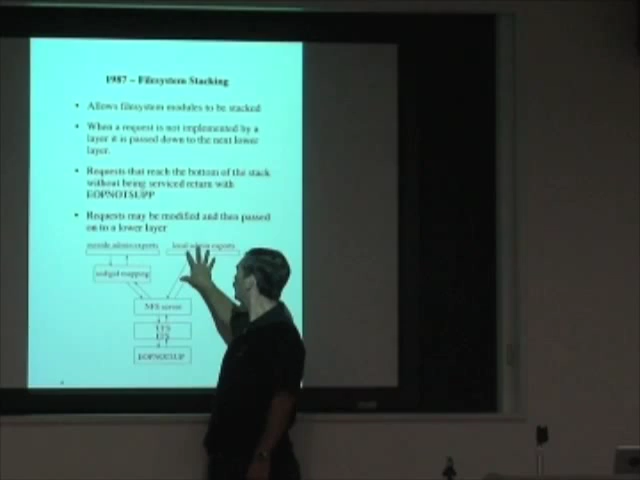 1987 – Filesystem Stacking
• Allows filesystem modules to be stacked
• When a request is not implemented by a
layer it is passed down to the next lower
layer.
• Requests that reach the bottom of the stack
without being serviced return with
EOPNOTSUPP
• Requests may be modified and then passed
on to a lower layer
remote admin exports local admin exports
uid/gid mapping
NFS server
FFS
EOPNOTSUPP